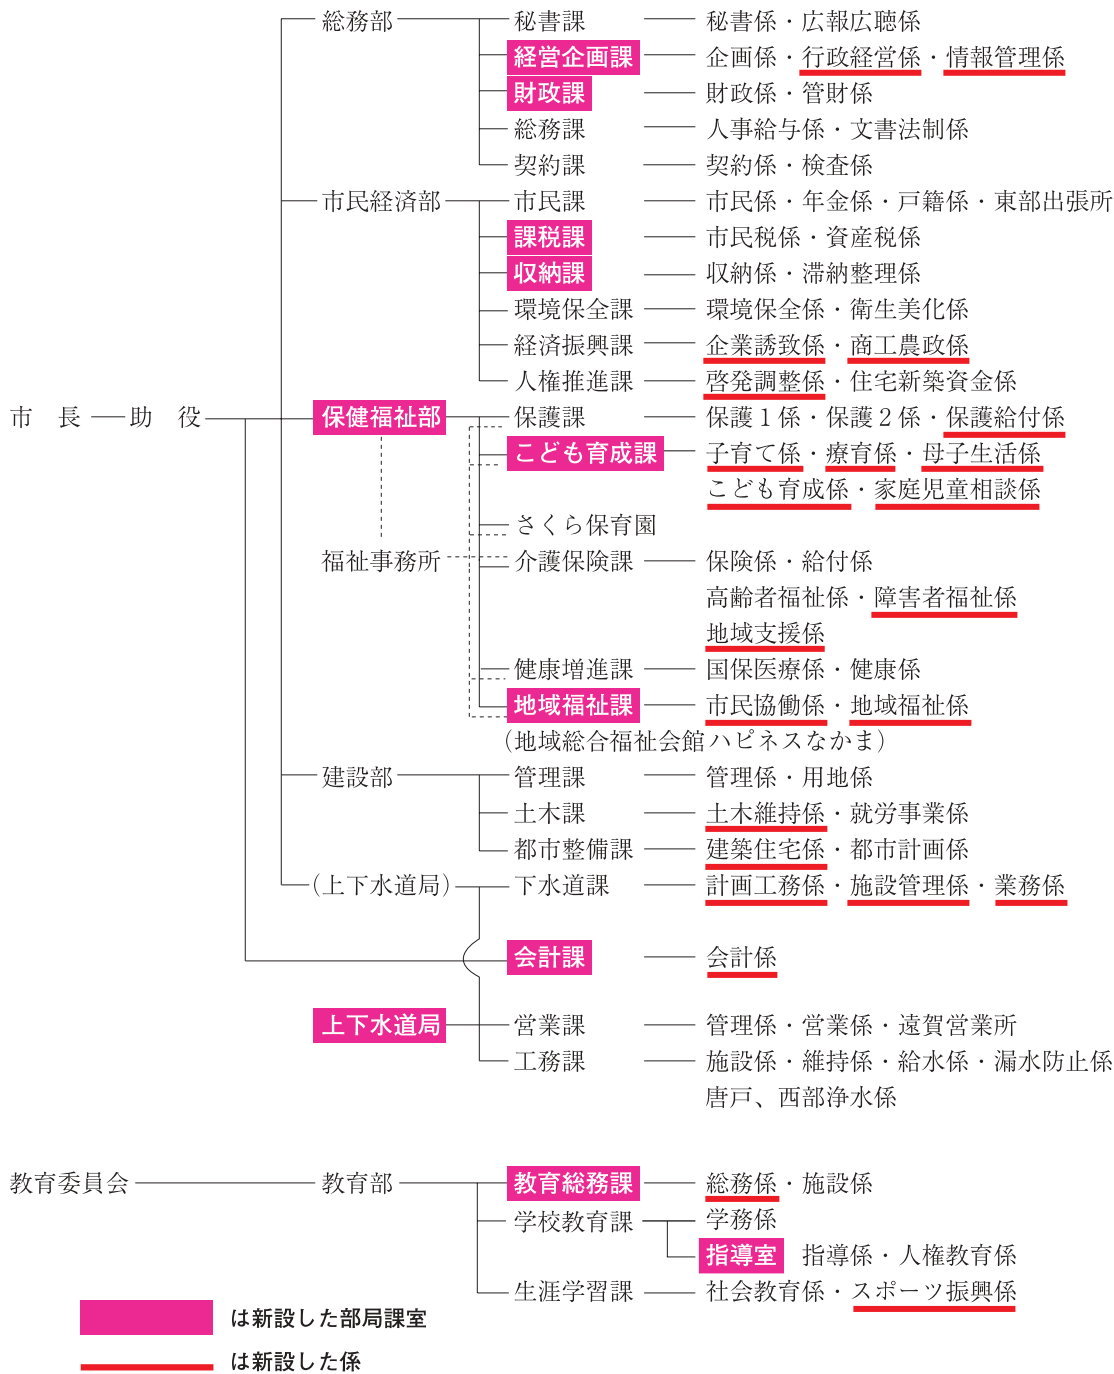 総務部 秘書課 秘書係・広報広聴係
経営企画課 企画係・行政経営係・情報管理係
財政課 財政係・管財係
総務課 人事給与係・文書法制係
契約課 契約係・検査係
市民経済部 市民課 市民係・年金係・戸籍係・東部出張所
課税課 市民税係・資産税係
収納課 収納係・滞納整理係
環境保全課 環境保全係・衛生美化係
経済振興課 企業誘致係・商工農政係
人権推進課 啓発調整係・住宅新築資金係
市長 助役 保健福祉部 保護課 保護1係・保護2係・保護給付係
こども育成課 子育て係・療育係・母子生活係
こども育成係・家庭児童相談係
さくら保育園
福祉事務所 介護保険課 保険係・給付係
高齢者福祉係・障害者福祉係
地域支援係
健康増進課 国保医療係・健康係
地域福祉課 市民協働係・地域福祉係
（地域総合福祉会館ハピネスなかま）
建設部 管理課 管理係・用地係
土木課 土木維持係・就労事業係
都市整備課 建築住宅係・都市計画係
（上下水道局） 下水道課 計画工務係・施設管理係・業務係
会計課 会計係
上下水道局 営業課 管理係・営業係・遠賀営業所
工務課 施設係・維持係・給水係・漏水防止係
唐戸、西部浄水係
教育委員会 教育部 教育総務課 総務係・施設係
学校教育課 学務係
指導室 指導係・人権教育係
生涯学習課 社会教育係・スポーツ振興係
は新設した部局課室
は新設した係